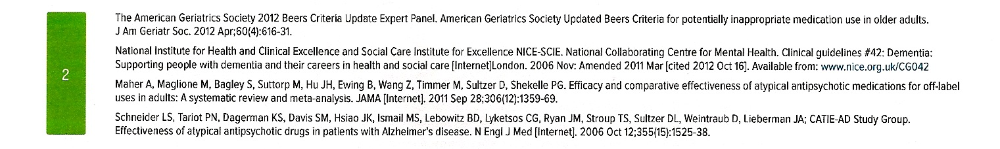 The American Geriatrics Society 2012 Beers Criteria Update Expert Panel. American Geriatrics Society Updated Beers Criteria for potentially inappropriate medication use in older adults.
J Am Geriatr Soc. 2012 Apr;60(4):616-31.
National Institute for Health and Clinical Excellence and Social Care Institute for Excellence NICE-SCIE. National Collaborating Centre for Mental Health. Clinical guidelines #42: Dementia:
Supporting people with dementia and their careers in health and social care [Internet]London. 2006 Nov: Amended 2011 Mar [cited 2012 Oct 16]. Available from: www.nice.org.uk/CG042
2
Maher A, Maglione M, Bagley S, Suttorp M, Hu JH, Ewing B, Wang Z, Timmer M, Sultzer D, Shekelle PG. Efficacy and comparative effectiveness of atypical antipsychotic medications for off-label
uses in adults: A systematic review and meta-analysis. JAMA [Internet]. 2011 Sep 28;306(12):1359-69.
Schneider LS, Tariot PN, Dagerman KS, Davis SM, Hsiao JK, Ismail MS, Lebowitz BD, Lyketsos CG, Ryan JM, Stroup TS, Sultzer DL, Weintraub D, Lieberman JA; CATIE-AD Study Group.
Effectiveness of atypical antipsychotic drugs in patients with Alzheimer's disease. N Engl J Med [Internet]. 2006 Oct 12;355(15):1525-38.